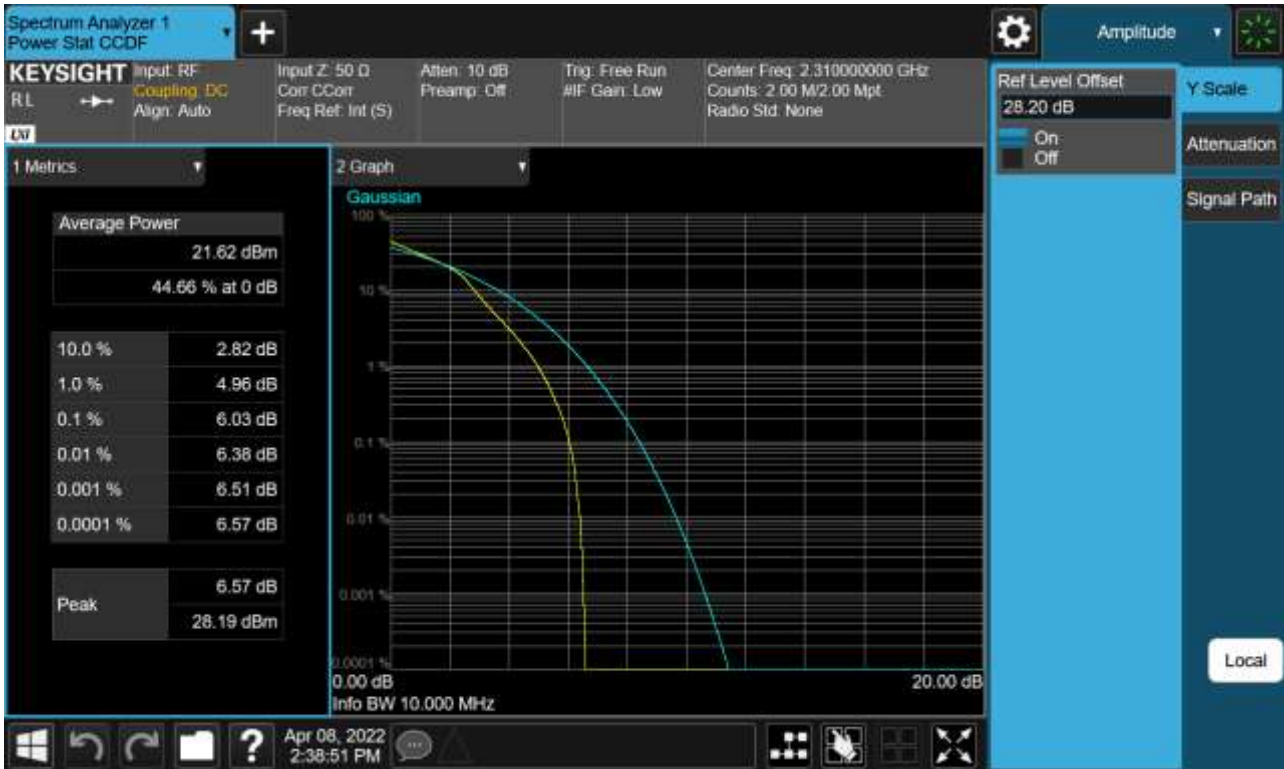 Spectrum Analyzer 1
Power Stat CCDF
+
Amplitude
KEYSIGHT
RL
LXI
Input: RF
Coupling: DC
Align: Auto
Input Z: 50 Ω
Corr CCorr
Freq Ref: Int (S)
Atten: 10 dB
Preamp: Off
Trig: Free Run
#IF Gain: Low
Center Freq: 2.310000000 GHz
Counts: 2.00 M/2.00 Mpt
Radio Std: None
Ref Level Offset
28.20 dB
On
Off
Y Scale
Attenuation
Signal Path
1 Metrics
Average Power
21.62 dBm
44.66 % at 0 dB
10.0 % 2.82 dB
1.0 % 4.96 dB
0.1 % 6.03 dB
0.01 % 6.38 dB
0.001 % 6.51 dB
0.0001 % 6.57 dB
Peak
6.57 dB
28.19 dBm
2 Graph
Gaussian
100 %
10 %
1 %
0.1 %
0.01 %
0.001 %
0.0001 %
0.00 dB 20.00 dB
Info BW 10.000 MHz
Local
?
Apr 08, 2022
2:38:51 PM